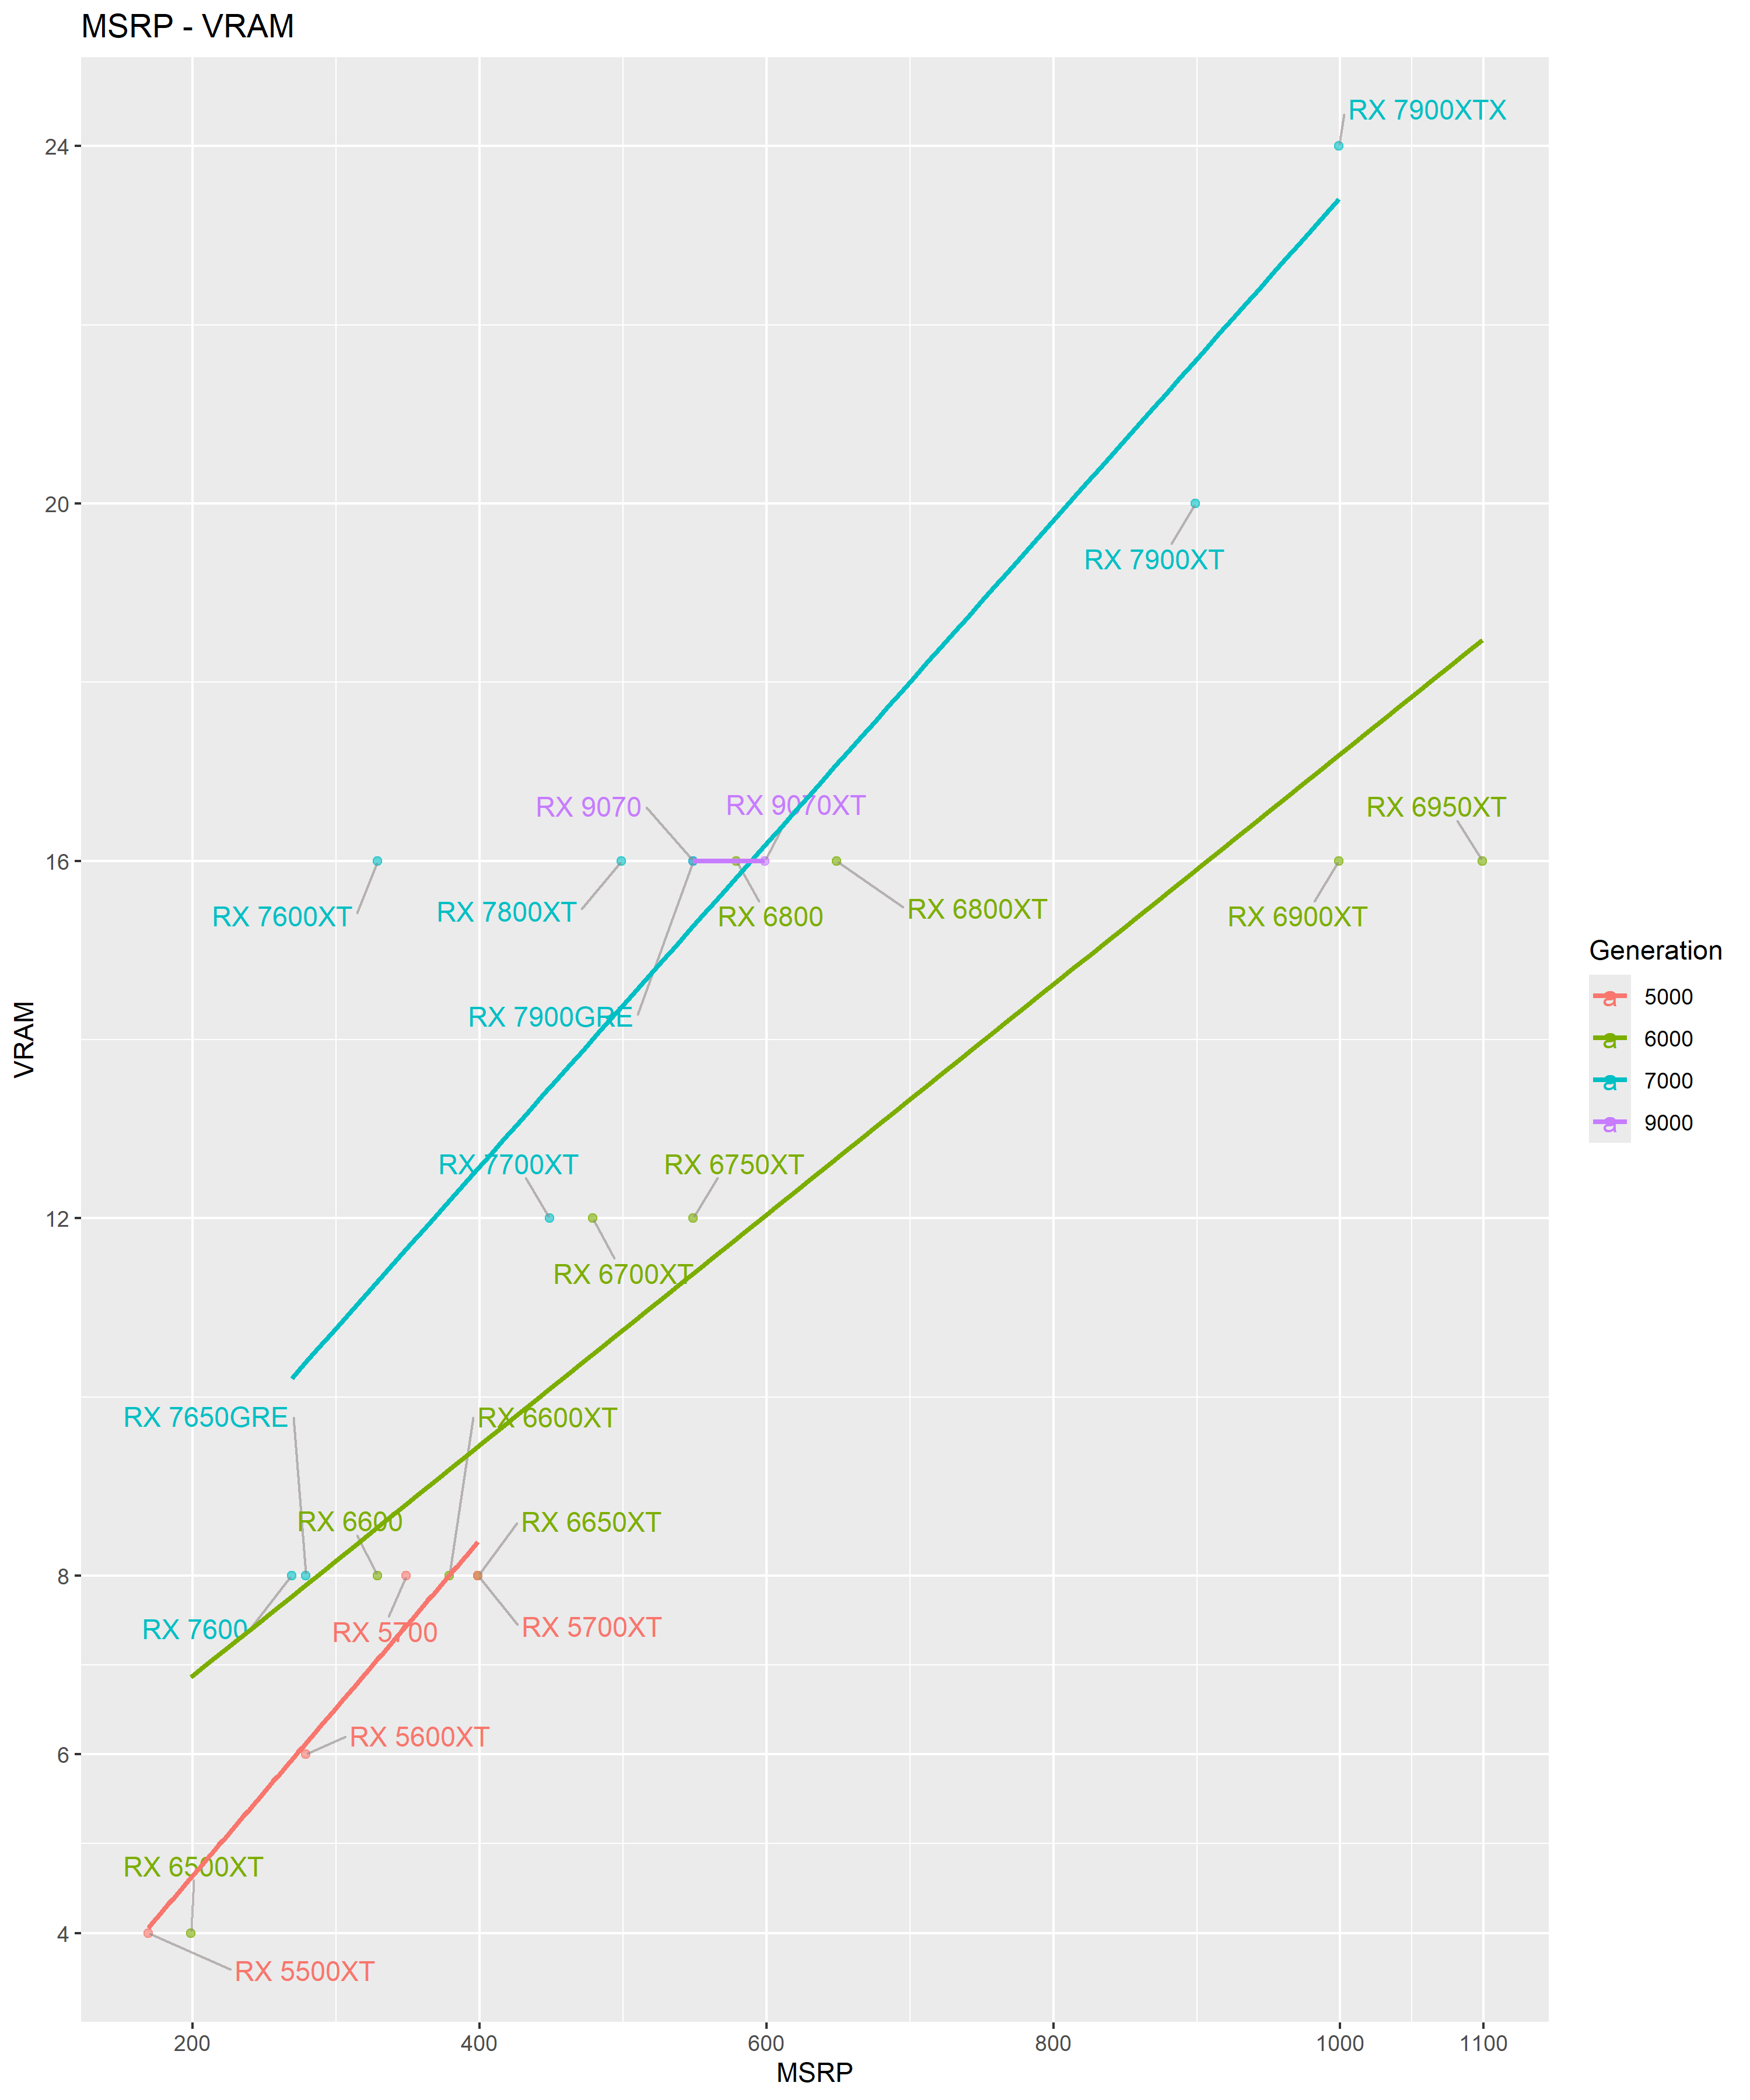 MSRP - VRAM
RX 7900XTX
24
20
RX 7900XT
RX 9070
RX 9070XT
RX 6950XT
16
RX 7600XT
RX 7800XT
RX 6800
RX 6800XT
RX 6900XT
RX 7900GRE
VRAM
RX 7700XT
RX 6750XT
12
RX 6700XT
RX 7650GRE
RX 6600XT
RX 6600
RX 6650XT
8
RX 7600
RX 5700
RX 5700XT
RX 5600XT
6
RX 6500XT
4
RX 5500XT
200
400
600
800
1000
1100
MSRP
Generation
a 5000
a 6000
a 7000
a 9000